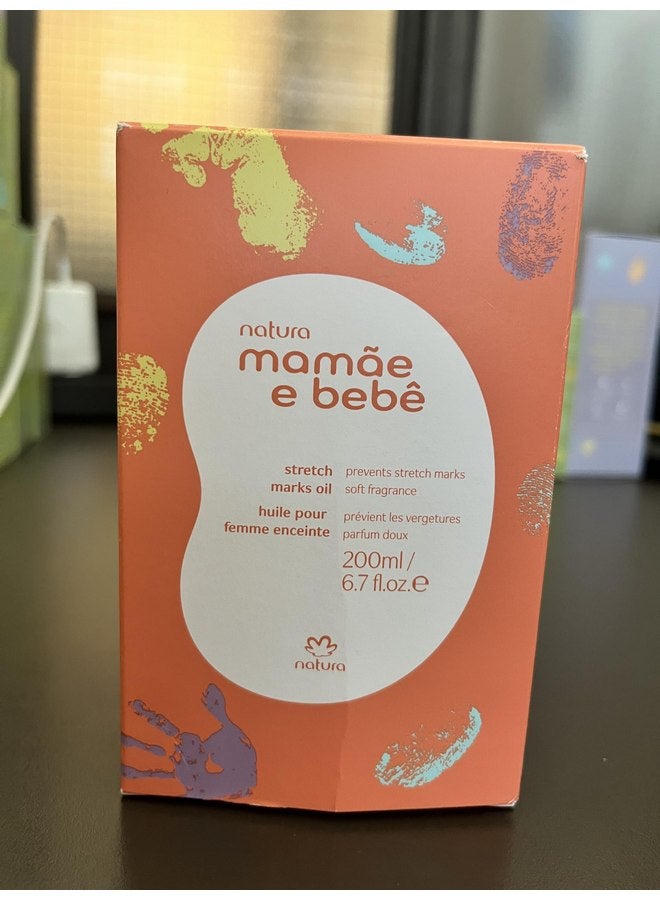 natura
mamãe
e bebê
stretch
marks oil
prevents stretch marks
soft fragrance
huile pour
femme enceinte
prévient les vergetures
parfum doux
200ml /
6.7 fl.oz.e
natura